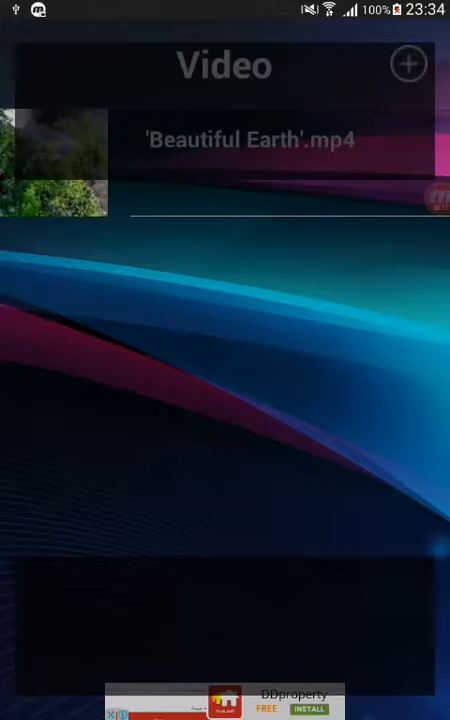 100% 23:34
Video
'Beautiful Earth'.mp4
DDproperty
FREE INSTALL